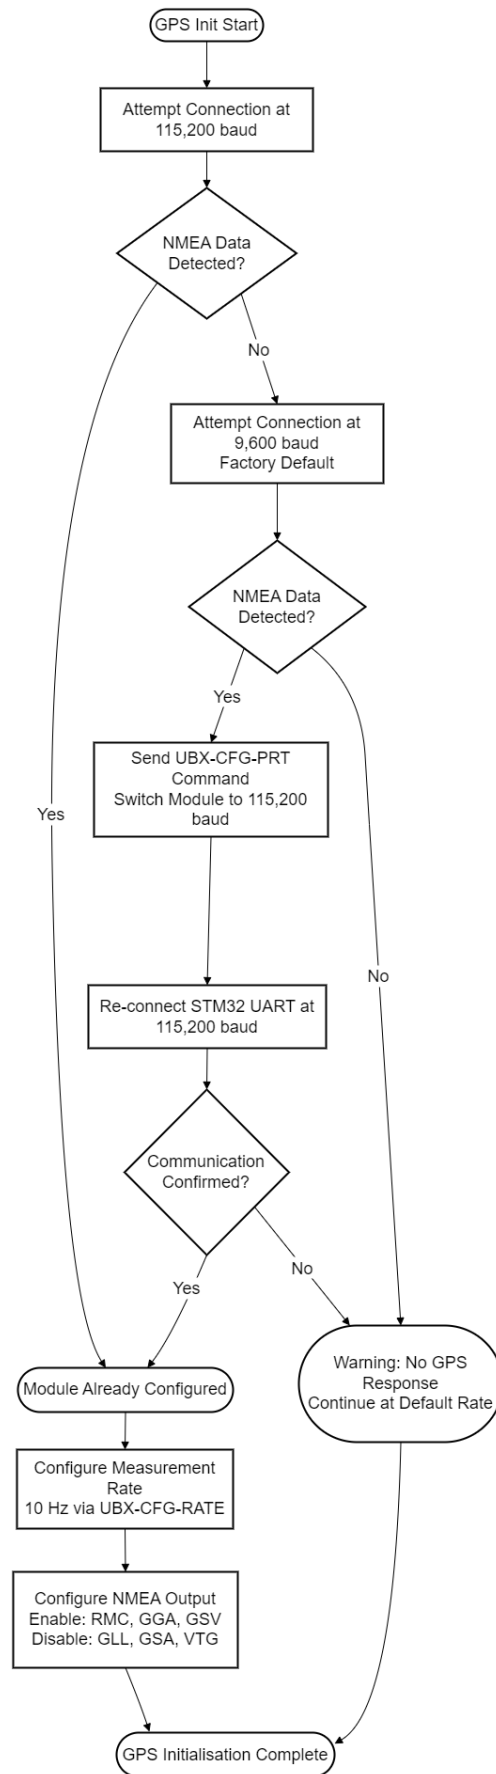 GPS Init Start
Attempt Connection at
115,200 baud
NMEA Data
Detected?
No
Attempt Connection at
9,600 baud
Factory Default
NMEA Data
Detected?
Yes
Send UBX-CFG-PRT
Command
Switch Module to 115,200
baud
Yes
No
Re-connect STM32 UART at
115,200 baud
Communication
Confirmed?
No
Yes
Warning: No GPS
Response
Continue at Default Rate
Module Already Configured
Configure Measurement
Rate
10 Hz via UBX-CFG-RATE
Configure NMEA Output
Enable: RMC, GGA, GSV
Disable: GLL, GSA, VTG
GPS Initialisation Complete